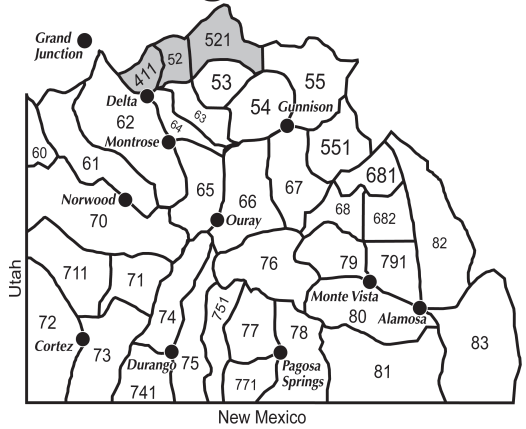 521
Grand
Junction
52
411
53
55
Delta
54
Gunnison
62
63
64
Montrose
551
60
61
681
65
67
Norwood
66
68
682
70
Ouray
82
711
71
76
79
791
Utah
Monte Vista
751
72
74
80
Alamosa
Cortez
77
78
83
73
Durango
75
Pagosa
Springs
81
741
771
New Mexico